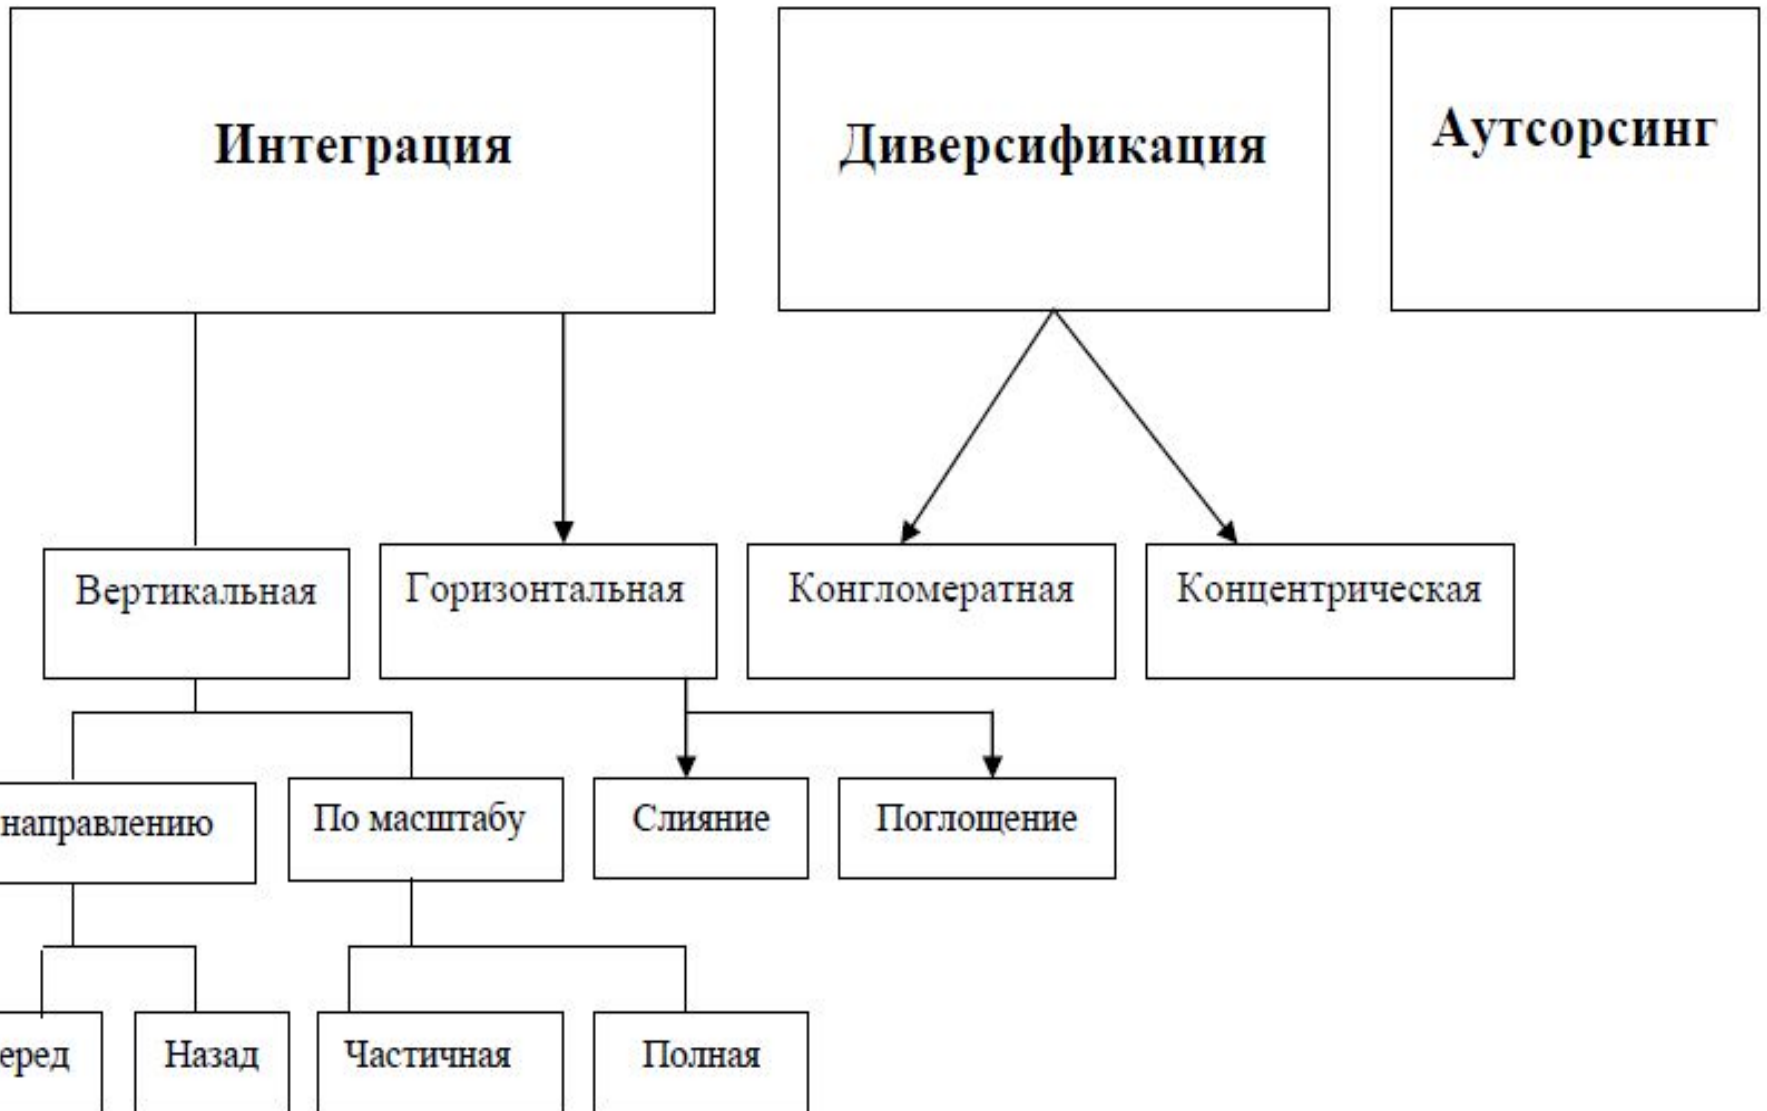 Интеграция
Диверсификация
Аутсорсинг
Вертикальная
Горизонтальная
Конгломератная
Концентрическая
направлению
По масштабу
Слияние
Поглощение
еред
Назад
Частичная
Полная